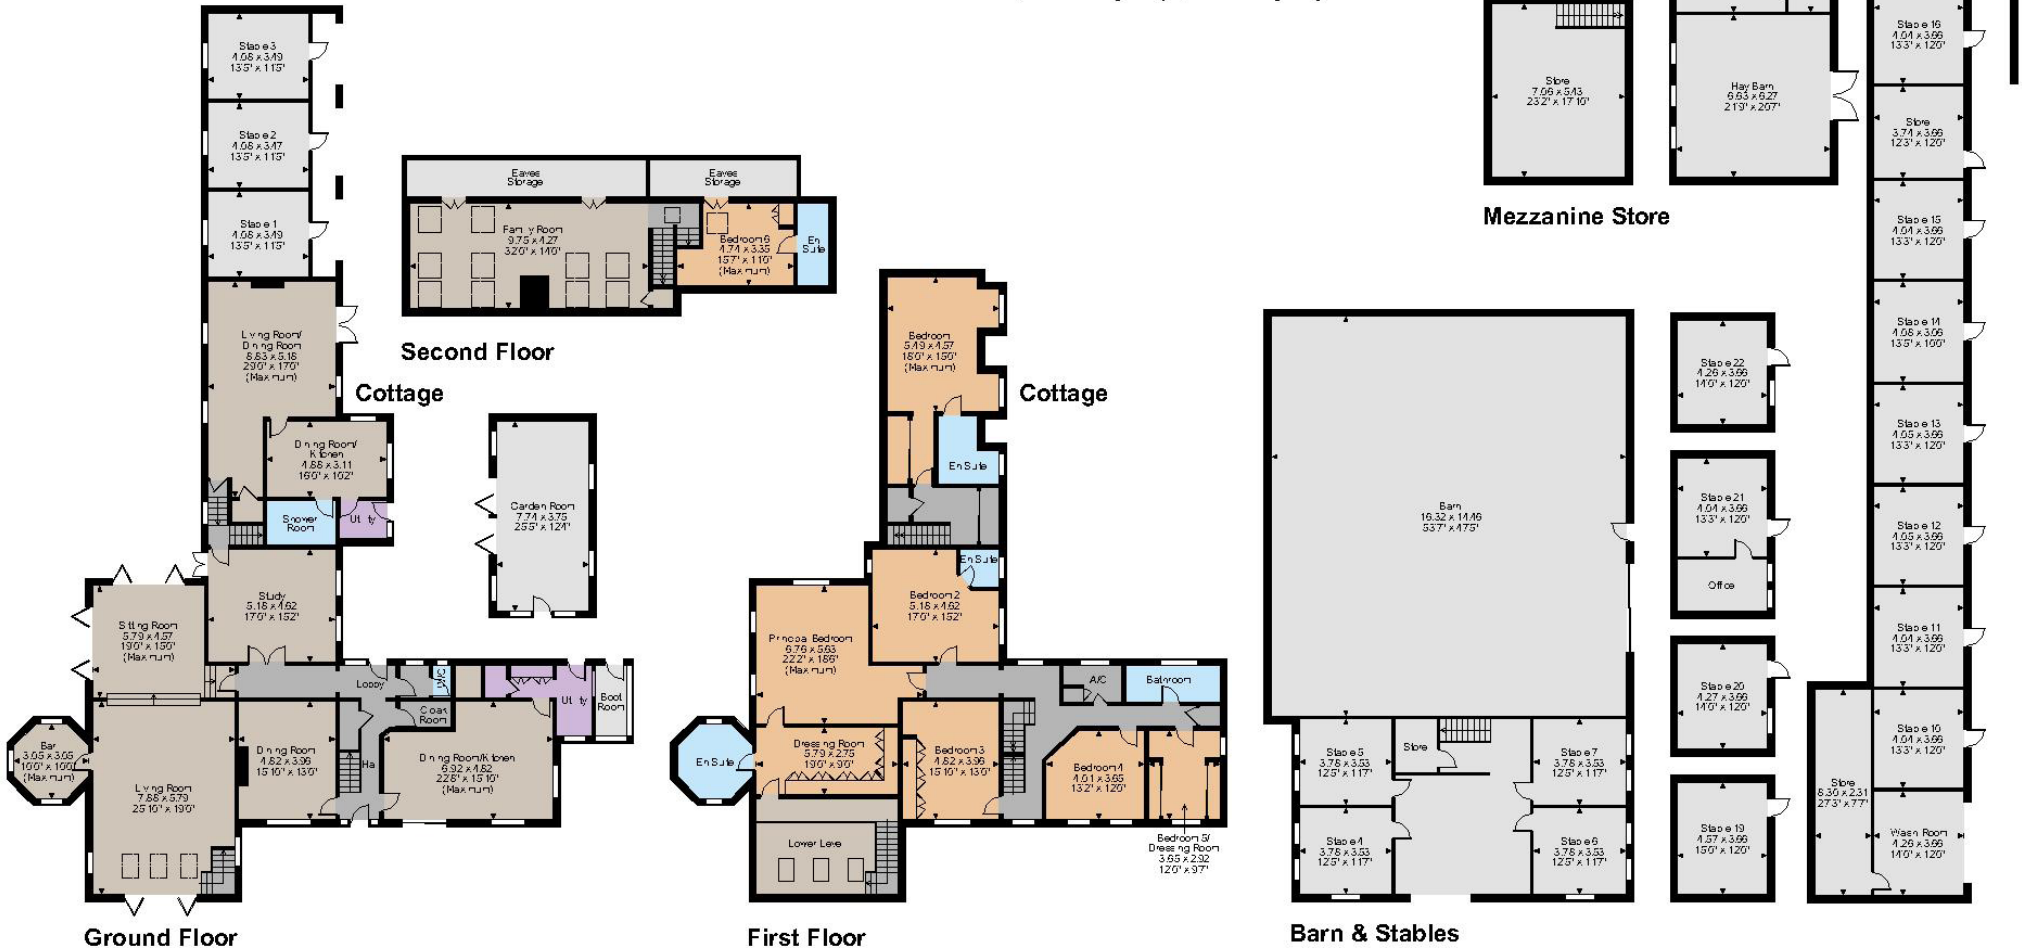 Stable 3
4.08 x 3.49
13'5" x 11'5"
Stable 2
4.08 x 3.47
13'5" x 11'5"
Stable 1
4.08 x 3.49
13'5" x 11'5"
Living Room/
Dining Room
8.83 x 5.18
29'0" x 17'0"
(Maximum)
Cottage
Dining Room/
Kitchen
4.88 x 3.11
16'0" x 10'2"
Shower
Room
Utility
Study
5.18 x 4.62
17'0" x 15'2"
Sitting Room
5.79 x 4.57
19'0" x 15'0"
(Maximum)
Lobby
W/C
Cloak
Room
Utility
Boot
Room
Bar
3.05 x 3.05
10'0" x 10'0"
(Maximum)
Living Room
7.88 x 5.79
25'10" x 19'0"
Dining Room
4.82 x 3.96
15'10" x 13'0"
Hall
Dining Room/Kitchen
6.92 x 4.82
22'8" x 15'10"
(Maximum)
Ground Floor
Eaves
Storage
Eaves
Storage
Family Room
9.75 x 4.27
32'0" x 14'0"
Bedroom 6
4.74 x 3.35
15'7" x 11'0"
(Maximum)
En
Suite
Second Floor
Garden Room
7.74 x 3.75
25'5" x 12'4"
Bedroom
5.49 x 4.57
18'0" x 15'0"
(Maximum)
Cottage
En Suite
En Suite
Bedroom 2
5.18 x 4.62
17'0" x 15'2"
Principal Bedroom
6.76 x 5.63
22'2" x 18'6"
(Maximum)
A/C
Bathroom
En Suite
Dressing Room
5.79 x 2.75
19'0" x 9'0"
Bedroom 3
4.82 x 3.96
15'10" x 13'0"
Bedroom 4
4.01 x 3.65
13'2" x 12'0"
Lower Level
Bedroom 5/
Dressing Room
3.65 x 2.92
12'0" x 9'7"
First Floor
Store
7.06 x 5.43
23'2" x 17'10"
Mezzanine Store
Hay Barn
6.63 x 6.27
21'9" x 20'7"
Barn
16.32 x 14.46
53'7" x 47'5"
Stable 5
3.78 x 3.53
12'5" x 11'7"
Store
Stable 7
3.78 x 3.53
12'5" x 11'7"
Stable 4
3.78 x 3.53
12'5" x 11'7"
Stable 6
3.78 x 3.53
12'5" x 11'7"
Barn & Stables
Stable 22
4.26 x 3.66
14'0" x 12'0"
Stable 21
4.04 x 3.66
13'3" x 12'0"
Office
Stable 20
4.27 x 3.66
14'0" x 12'0"
Stable 19
4.57 x 3.66
15'0" x 12'0"
Stable 16
4.04 x 3.66
13'3" x 12'0"
Store
3.74 x 3.66
12'3" x 12'0"
Stable 15
4.04 x 3.66
13'3" x 12'0"
Stable 14
4.08 x 3.06
13'5" x 10'0"
Stable 13
4.05 x 3.66
13'3" x 12'0"
Stable 12
4.05 x 3.66
13'3" x 12'0"
Stable 11
4.04 x 3.66
13'3" x 12'0"
Stable 10
4.04 x 3.66
13'3" x 12'0"
Store
8.30 x 2.31
27'3" x 7'7"
Wash Room
4.26 x 3.66
14'0" x 12'0"